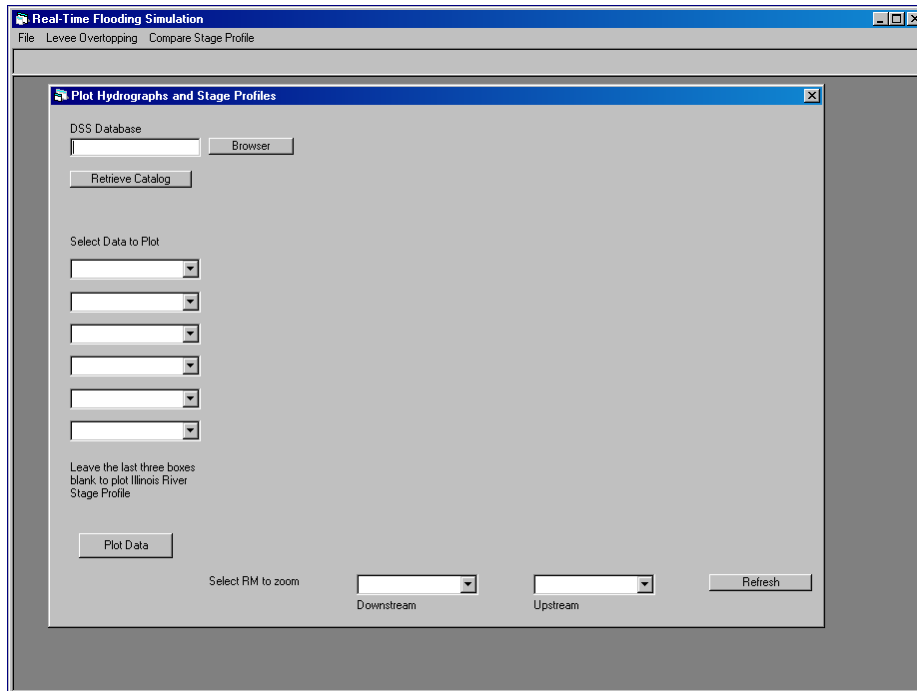 Real-Time Flooding Simulation
File Levee Overtopping Compare Stage Profile
Plot Hydrographs and Stage Profiles
DSS Database
Browser
Retrieve Catalog
Select Data to Plot
Leave the last three boxes
blank to plot Illinois River
Stage Profile
Plot Data
Select RM to zoom
Refresh
Downstream
Upstream